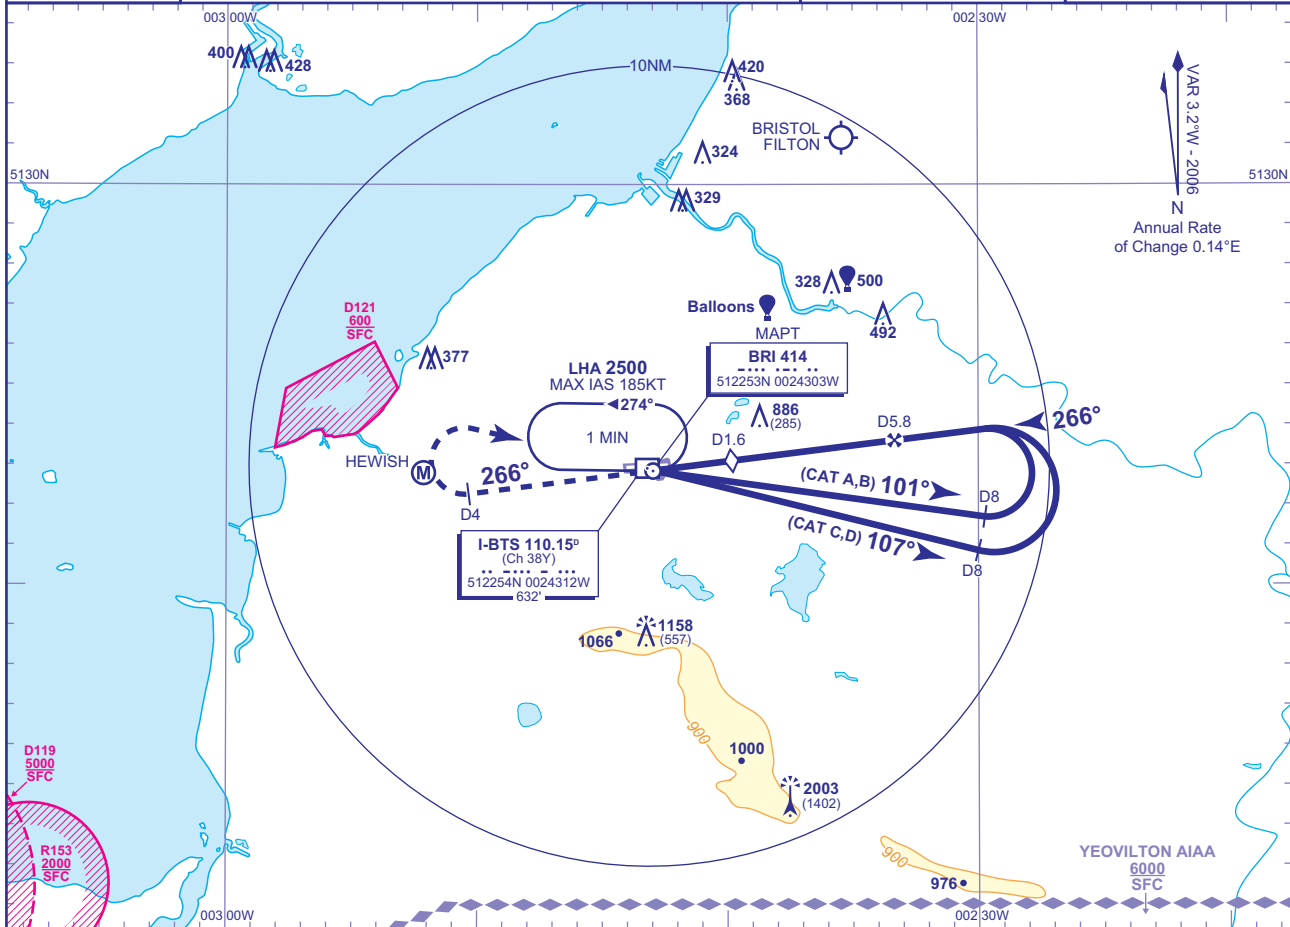 003 00W
002 30W
400
428
10NM
420
368
BRISTOL
FILTON
VAR 3.2°W - 2006
324
5130N
5130N
329
N
Annual Rate
of Change 0.14°E
328
500
D121
600
SFC
Balloons
492
MAPT
377
LHA 2500
MAX IAS 185KT
BRI 414
–··· ·–· ··
512253N 0024303W
274°
886
(285)
D5.8
266°
1 MIN
D1.6
HEWISH
M
266°
(CAT A,B) 101°
D8
D4
(CAT C,D) 107°
D8
I-BTS 110.15D
(Ch 38Y)
·· –··· – ···
512254N 0024312W
632'
1158
(557)
1066
900
1000
D119
5000
SFC
2003
(1402)
R153
2000
SFC
900
976
YEOVILTON AIAA
6000
SFC
003 00W
002 30W